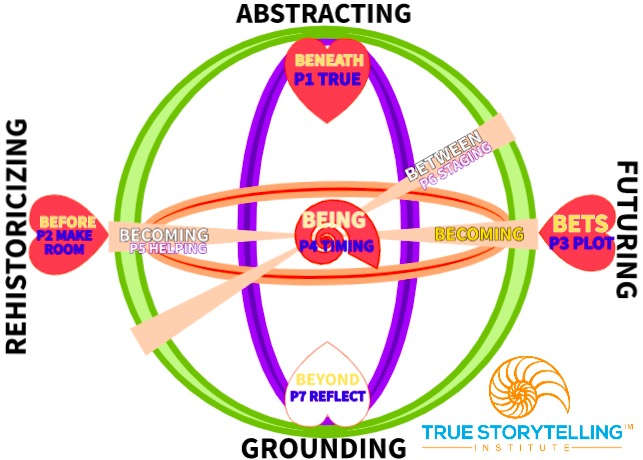 ABSTRACTING
BENEATH
P1 TRUE
BETWEEN
P6 STAGING
REHISTORICIZING
BEFORE
P2 MAKE
ROOM
BECOMING
P5 HELPING
BEING
P4 TIMING
BECOMING
BETS
P3 PLOT
FUTURING
BEYOND
P7 REFLECT
GROUNDING
TRUE STORYTELLING™
INSTITUTE